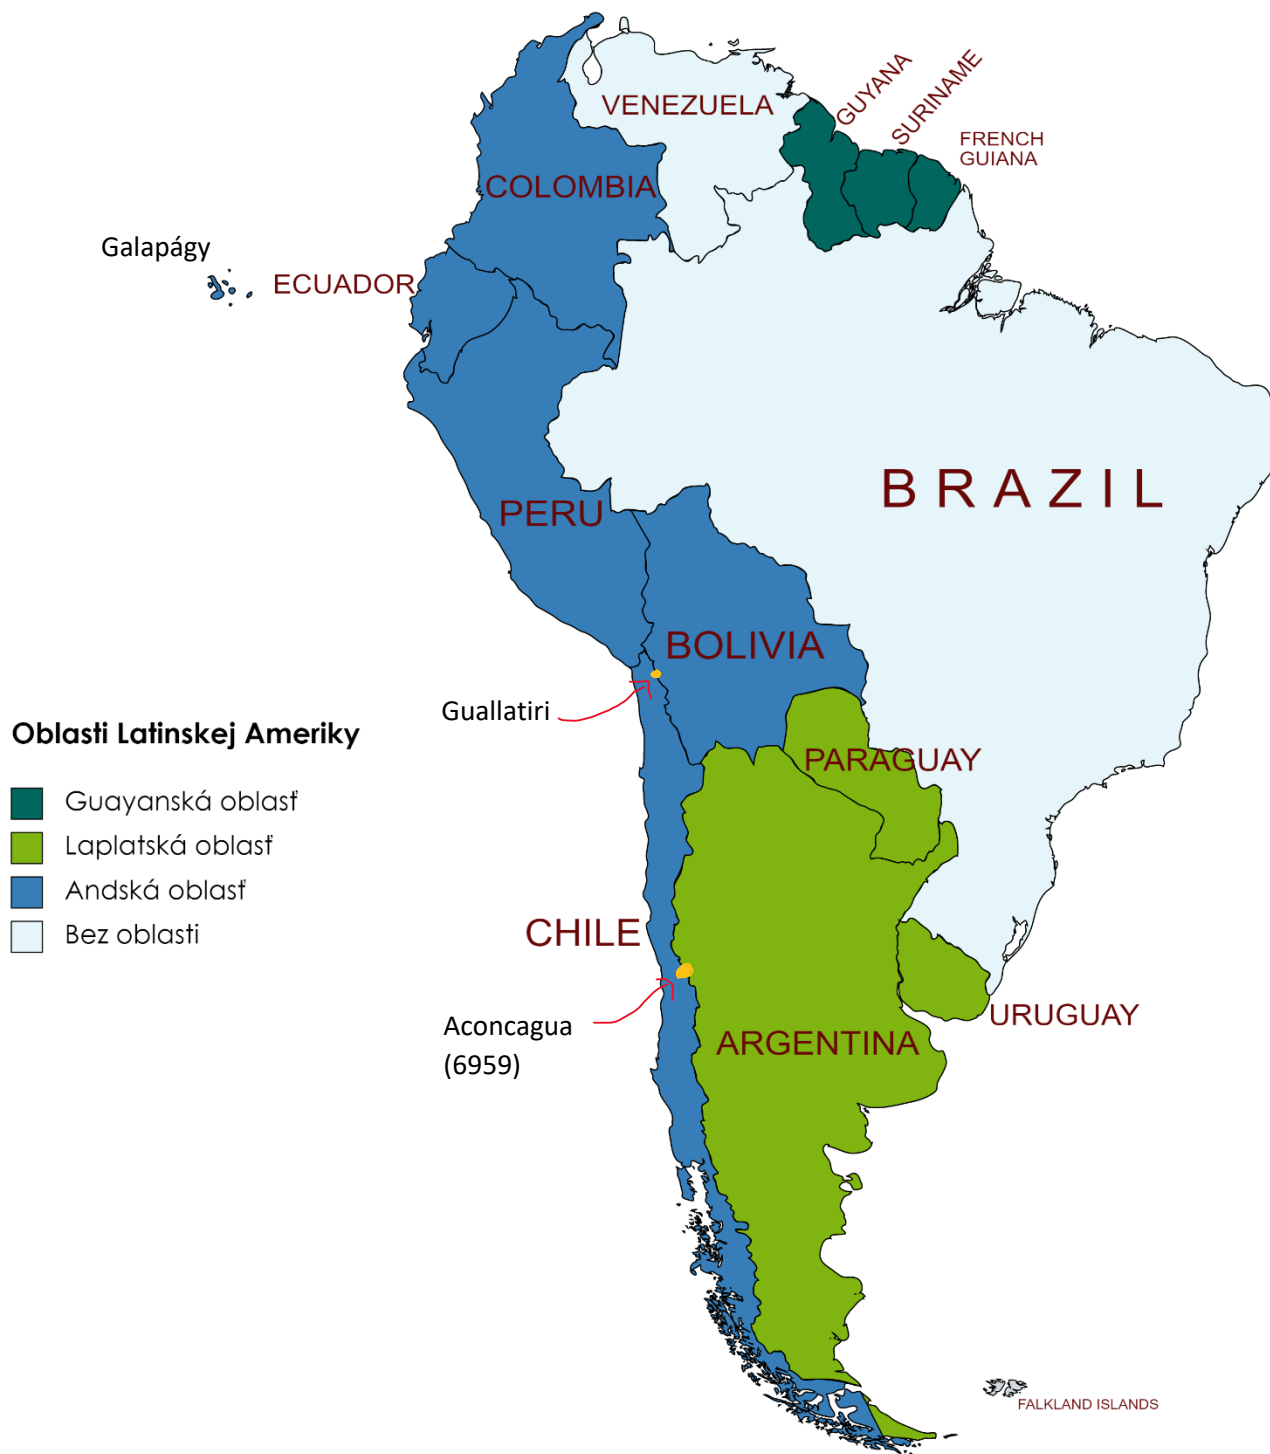 VENEZUELA
GUYANA
SURINAME
FRENCH
GUIANA
COLOMBIA
Galapágy
ECUADOR
BRAZIL
PERU
BOLIVIA
Guallatiri
PARAGUAY
Oblasti Latinskej Ameriky
Guayanská oblasť
Laplatská oblasť
Andská oblasť
Bez oblasti
CHILE
Aconcagua
(6959)
URUGUAY
ARGENTINA
FALKLAND ISLANDS